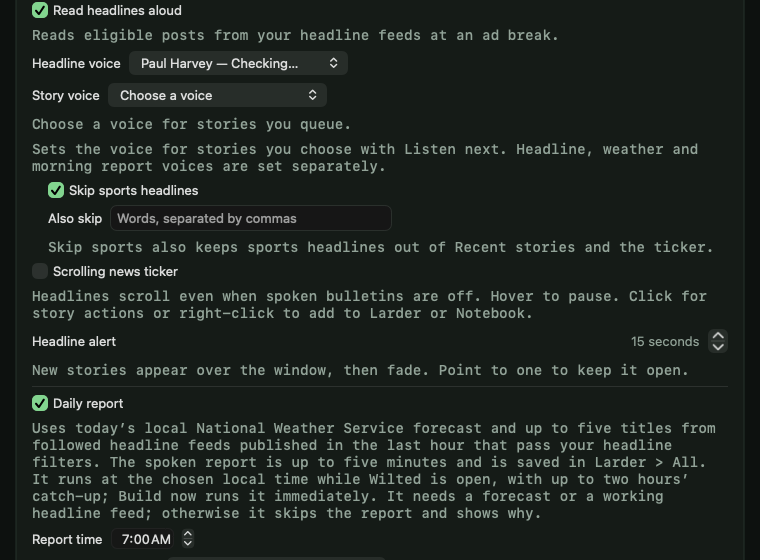 Read headlines aloud
Reads eligible posts from your headline feeds at an ad break.
Headline voice Paul Harvey — Checking...
Story voice Choose a voice
Choose a voice for stories you queue.
Sets the voice for stories you choose with Listen next. Headline, weather and
morning report voices are set separately.
Skip sports headlines
Also skip Words, separated by commas
Skip sports also keeps sports headlines out of Recent stories and the ticker.
Scrolling news ticker
Headlines scroll even when spoken bulletins are off. Hover to pause. Click for
story actions or right-click to add to Larder or Notebook.
Headline alert 15 seconds
New stories appear over the window, then fade. Point to one to keep it open.
Daily report
Uses today’s local National Weather Service forecast and up to five titles from
followed headline feeds published in the last hour that pass your headline
filters. The spoken report is up to five minutes and is saved in Larder > All.
It runs at the chosen local time while Wilted is open, with up to two hours’
catch-up; Build now runs it immediately. It needs a forecast or a working
headline feed; otherwise it skips the report and shows why.
Report time 7:00 AM